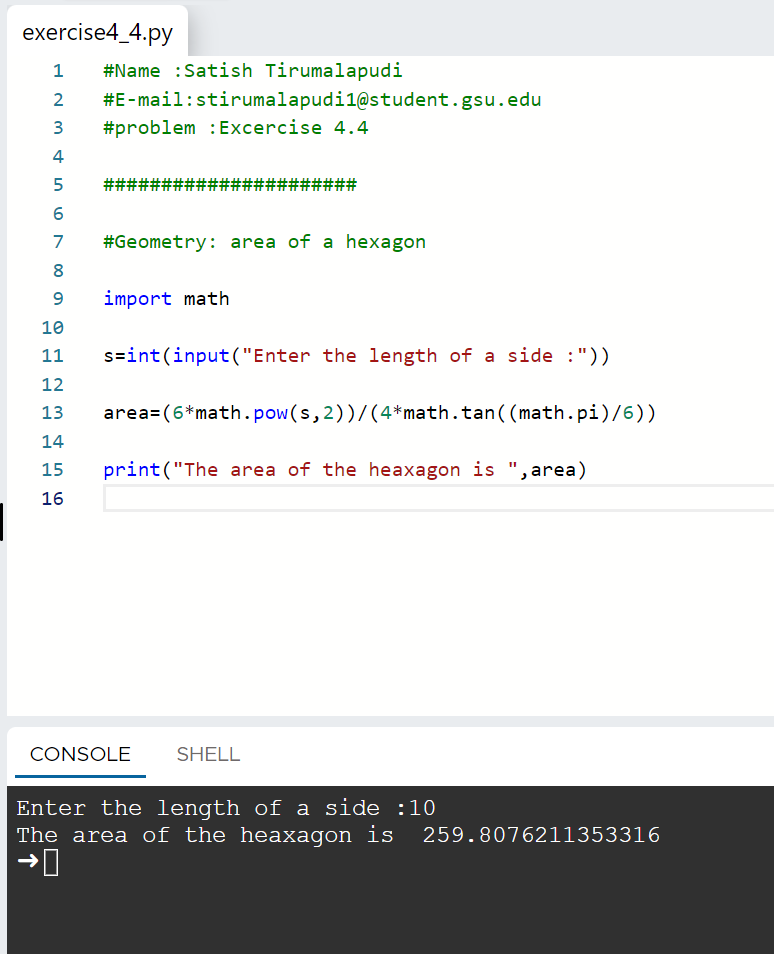 exercise4_4.py
1 #Name :Satish Tirumalapudi
2 #E-mail:stirumalapudi1@student.gsu.edu
3 #problem :Excercise 4.4
4
5 ######################
6
7 #Geometry: area of a hexagon
8
9 import math
10
11 s=int(input("Enter the length of a side :"))
12
13 area=(6*math.pow(s,2))/(4*math.tan((math.pi)/6))
14
15 print("The area of the heaxagon is ",area)
16
CONSOLE SHELL
Enter the length of a side :10
The area of the heaxagon is  259.8076211353316
➜